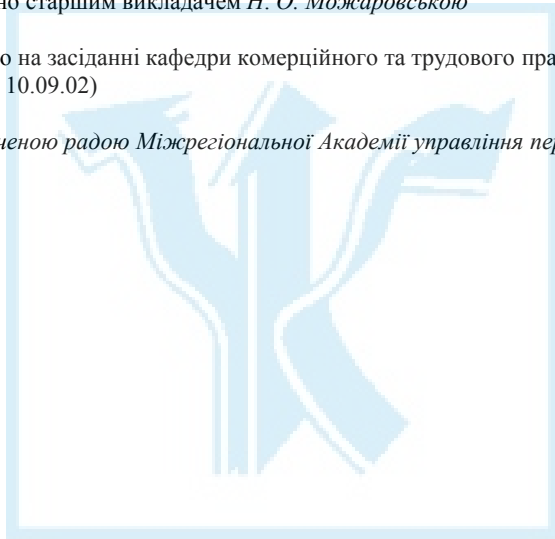 но старшим викладачем Н. О. Можаровською
о на засіданні кафедри комерційного та трудового пра
10.09.02)
ченою радою Міжрегіональної Академії управління пер